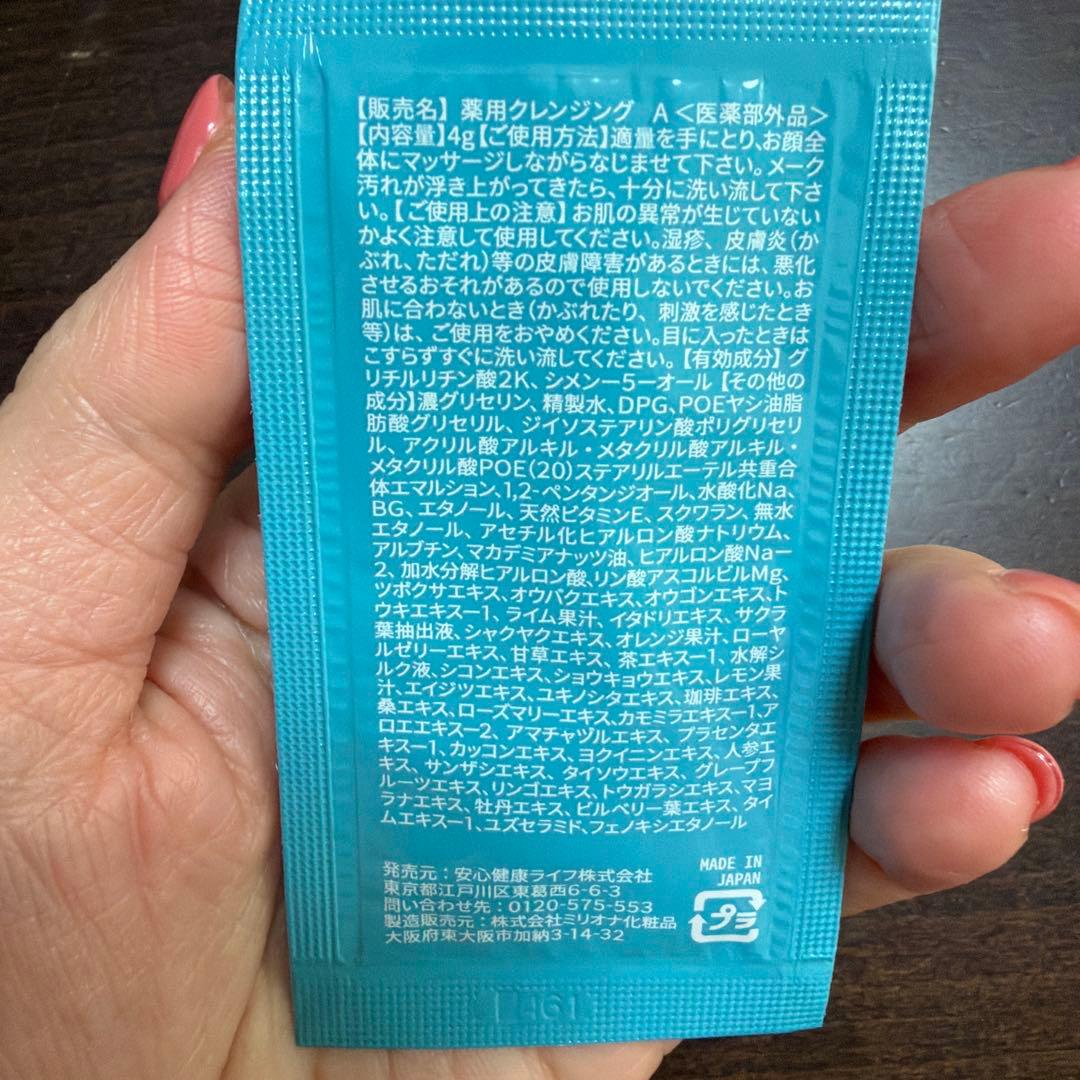 【販売名】 薬用クレンジング A<医薬部外品>
【内容量】4g【ご使用方法】適量を手にとり、お顔全
体にマッサージしながらなじませて下さい。メーク
汚れが浮き上がってきたら、十分に洗い流して下さ
い。【ご使用上の注意】お肌の異常が生じていない
かよく注意して使用してください。湿疹、皮膚炎(か
ぶれ、ただれ)等の皮膚障害があるときには、悪化
させるおそれがあるので使用しないでください。お
肌に合わないとき(かぶれたり、刺激を感じたとき
等)は、ご使用をおやめください。目に入ったときは
こすらずすぐに洗い流してください。【有効成分】グ
リチルリチン酸2K、シメン―5―オール【その他の
成分】濃グリセリン、精製水、DPG、POEヤシ油脂
肪酸グリセリル、ジイソステアリン酸ポリグリセリ
ル、アクリル酸アルキル・メタクリル酸アルキル・
メタクリル酸POE(20)ステアリルエーテル共重合
体エマルション、1,2-ペンタンジオール、水酸化Na、
BG、エタノール、天然ビタミンE、スクワラン、無水
エタノール、アセチル化ヒアルロン酸ナトリウム、
アルブチン、マカデミアナッツ油、ヒアルロン酸Na―
2、加水分解ヒアルロン酸、リン酸アスコルビルMg、
ツボクサエキス、オウバクエキス、オウゴンエキス、ト
ウキエキス―1、ライム果汁、イタドリエキス、サクラ
葉抽出液、シャクヤクエキス、オレンジ果汁、ローヤ
ルゼリーエキス、甘草エキス、茶エキス―1、水解シ
ルク液、シコンエキス、ショウキョウエキス、レモン果
汁、エイジツエキス、ユキノシタエキス、珈琲エキス、
桑エキス、ローズマリーエキス、カモミラエキス―1、ア
ロエエキス―2、アマチャヅルエキス、プラセンタエ
キス―1、カッコンエキス、ヨクイニンエキス、人参エ
キス、サンザシエキス、タイソウエキス、グレープフ
ルーツエキス、リンゴエキス、トウガラシエキス、マヨ
ラナエキス、牡丹エキス、ビルベリー葉エキス、タイ
ムエキス―1、ユズセラミド、フェノキシエタノール
発売元:安心健康ライフ株式会社
東京都江戸川区東葛西6-6-3
問い合わせ先:0120-575-553
製造販売元:株式会社ミリオナ化粧品
大阪府東大阪市加納3-14-32
MADE IN
JAPAN
プラ